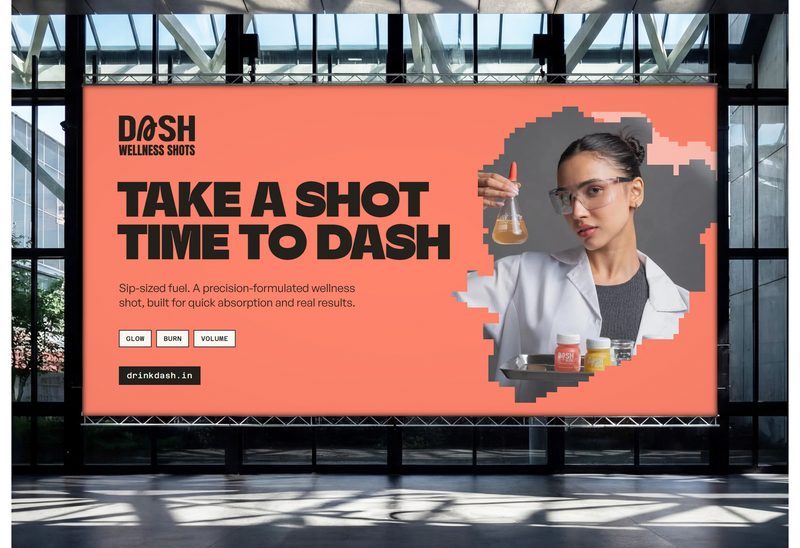 DASH
WELLNESS SHOTS
TAKE A SHOT
TIME TO DASH
Sip-sized fuel. A precision-formulated wellness
shot, built for quick absorption and real results.
GLOW BURN VOLUME
drinkdash.in
DASH